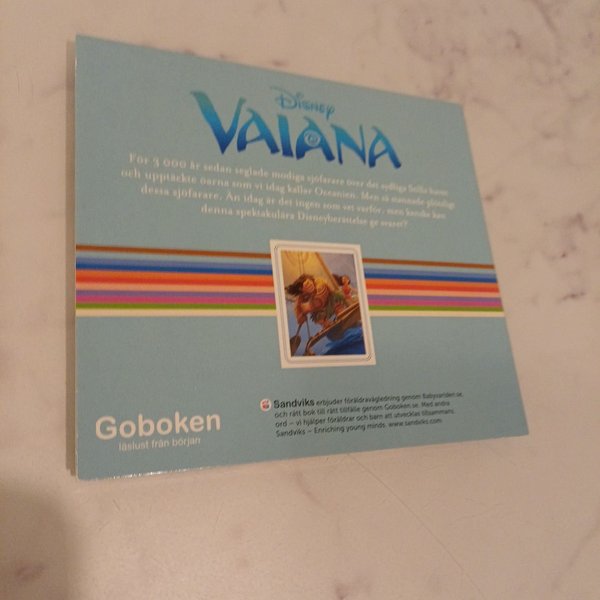 Disney
VAIANA
För 3 000 år sedan seglade modiga sjöfarare över det sydliga Stilla havet
och upptäckte öarna som vi idag kallar Oceanien. Men så stannade plötsligt
dessa sjöfarare. Än idag är det ingen som vet varför, men kanske kan
denna spektakulära Disneyberättelse ge svaret?
Goboken
läslust från början
Sandviks erbjuder föräldravägledning genom Babyvärlden.se
och rätt bok till rätt tillfälle genom Goboken.se. Med andra
ord – vi hjälper föräldrar och barn att utvecklas tillsammans.
Sandviks – Enriching young minds. www.sandviks.com